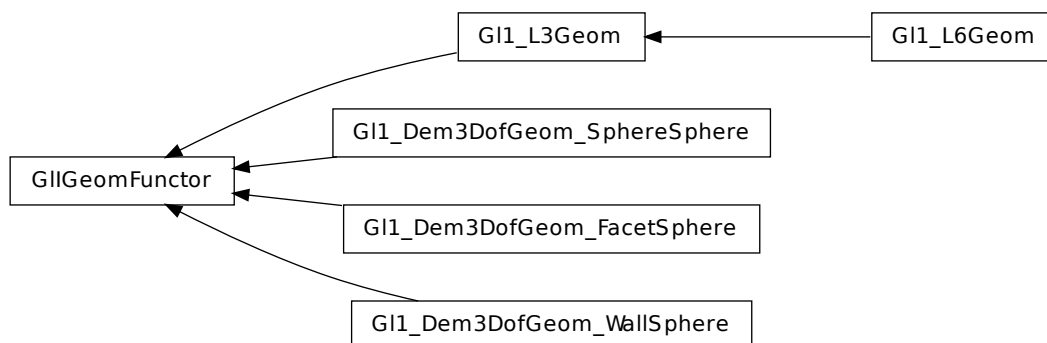 Gl1_L3Geom
Gl1_L6Geom
Gl1_Dem3DofGeom_SphereSphere
GlIGeomFunctor
Gl1_Dem3DofGeom_FacetSphere
Gl1_Dem3DofGeom_WallSphere